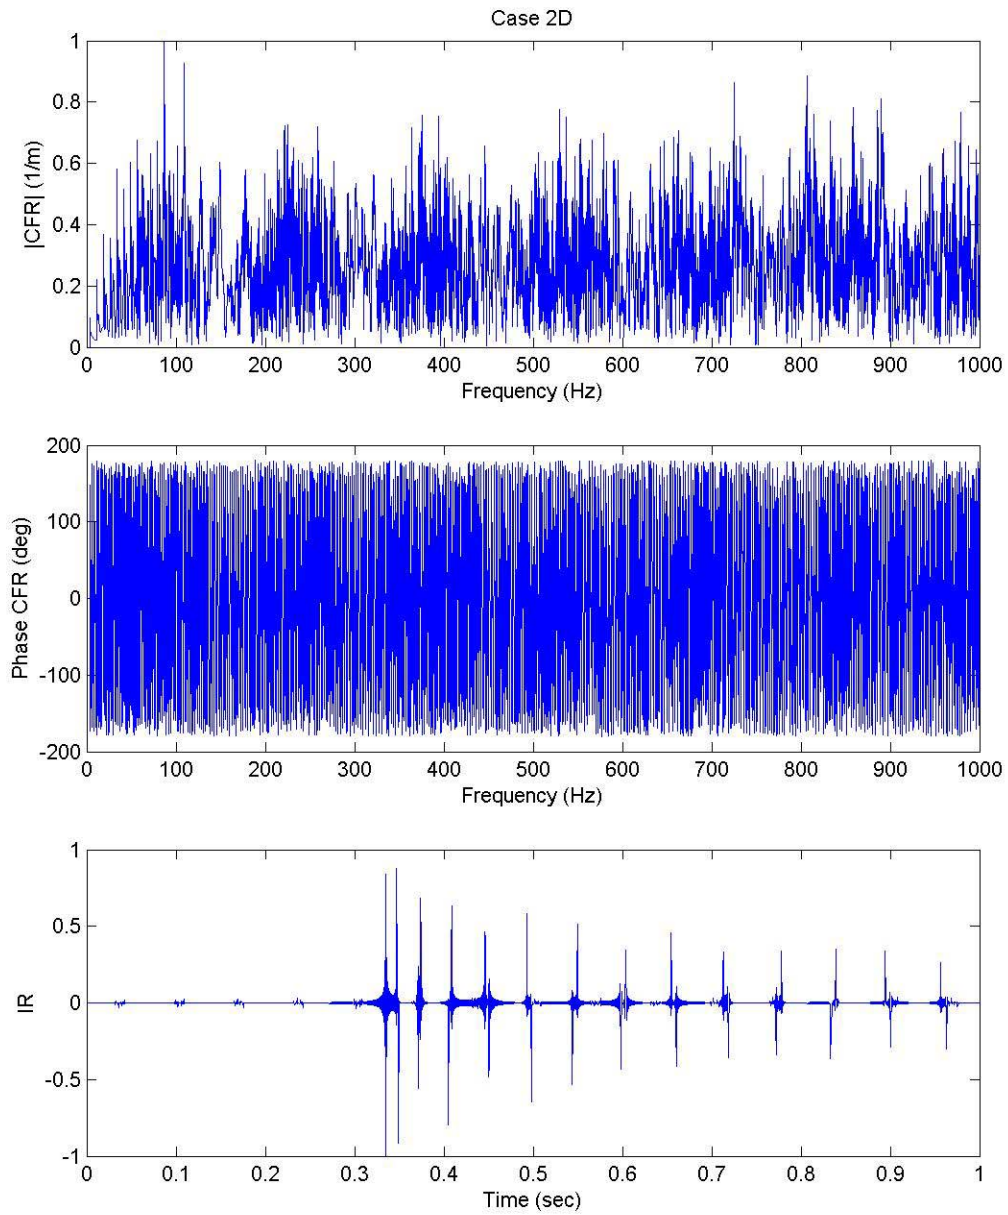 Case 2D
|CFR| (1/m)
1
0.8
0.6
0.4
0.2
0
0 100 200 300 400 500 600 700 800 900 1000
Frequency (Hz)
Phase CFR (deg)
200
100
0
-100
-200
0 100 200 300 400 500 600 700 800 900 1000
Frequency (Hz)
IR
1
0.5
0
-0.5
-1
0 0.1 0.2 0.3 0.4 0.5 0.6 0.7 0.8 0.9 1
Time (sec)